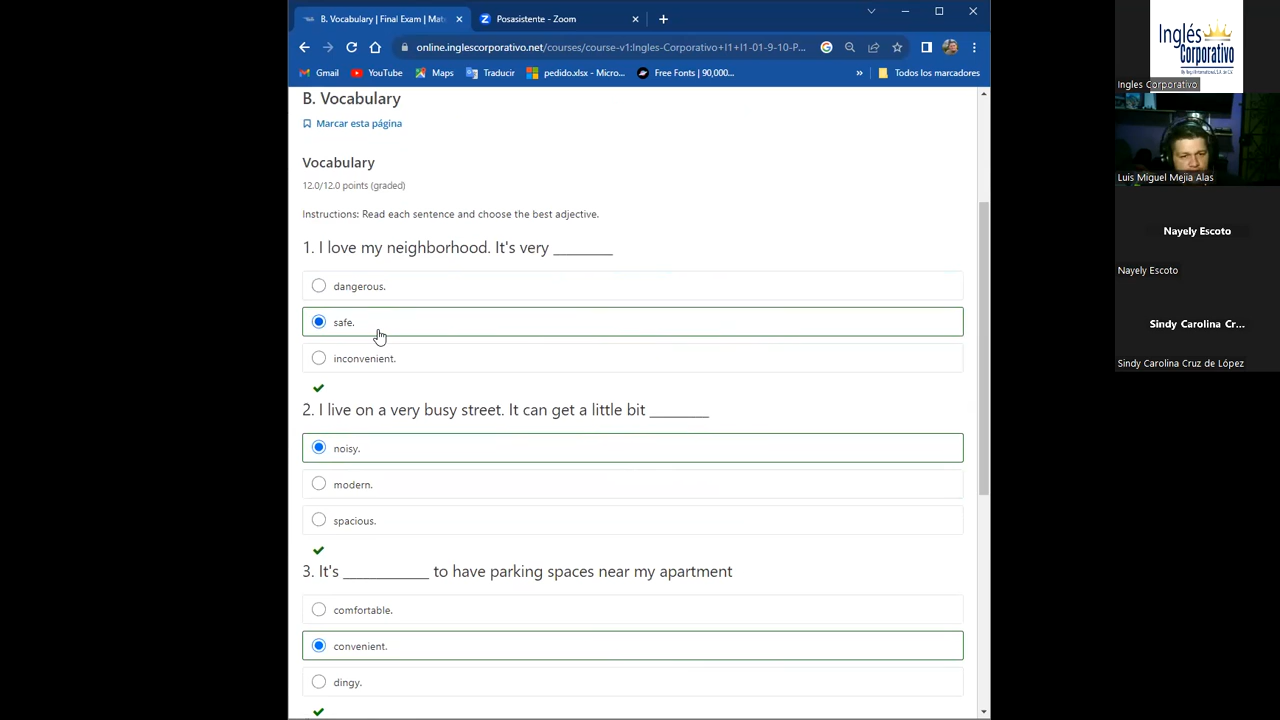 B. Vocabulary | Final Exam | Mate
Posasistente - Zoom
online.inglescorporativo.net/courses/course-v1:Ingles-Corporativo+I1+I1-01-9-10-P...
Gmail
YouTube
Maps
Traducir
pedido.xlsx - Micro...
Free Fonts | 90,000...
»
Todos los marcadores
B. Vocabulary
Marcar esta página
Vocabulary
12.0/12.0 points (graded)
Instructions: Read each sentence and choose the best adjective.
1. I love my neighborhood. It's very ________
dangerous.
safe.
inconvenient.
2. I live on a very busy street. It can get a little bit ________
noisy.
modern.
spacious.
3. It's ____________ to have parking spaces near my apartment
comfortable.
convenient.
dingy.
Inglés
CORPORATIVO
Ingles Corporativo
Luis Miguel Mejia Alas
Nayely Escoto
Nayely Escoto
Sindy Carolina Cr...
Sindy Carolina Cruz de López